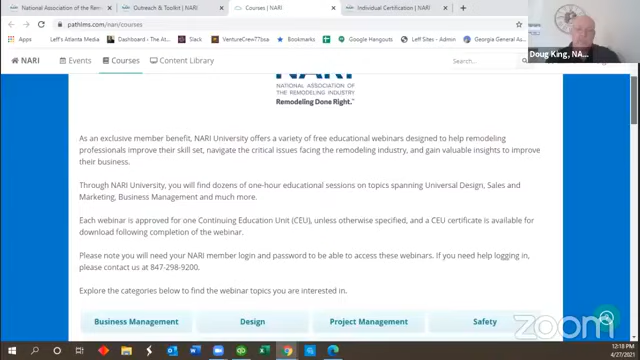 National Association of the Rem
Outreach & Toolkit | NARI
Courses | NARI
Individual Certification | NARI
pathlms.com/nari/courses
Apps
Leff's Atlanta Media
Dashboard ‹ The At
SmartBiz
VentureCrew77bsa
Bookmarks
Google Hangouts
Leff Sites - Admin
Georgia General As
NARI
Events
Courses
Content Library
Search...
Doug King, NA...
NARI
NATIONAL ASSOCIATION
OF THE REMODELING INDUSTRY
Remodeling Done Right.
As an exclusive member benefit, NARI University offers a variety of free educational webinars designed to help remodeling
professionals improve their skill set, navigate the critical issues facing the remodeling industry, and gain valuable insights to improve
their business.
Through NARI University, you will find dozens of one-hour educational sessions on topics spanning Universal Design, Sales and
Marketing, Business Management and much more.
Each webinar is approved for one Continuing Education Unit (CEU), unless otherwise specified, and a CEU certificate is available for
download following completion of the webinar.
Please note you will need your NARI member login and password to be able to access these webinars. If you need help logging in,
please contact us at 847-298-9200.
Explore the categories below to find the webinar topics you are interested in.
Business Management
Design
Project Management
Safety
zoom
12:18 PM
4/27/2021